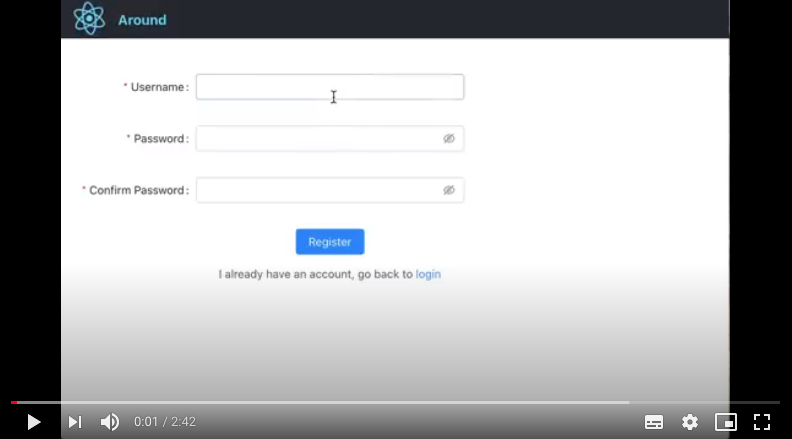 Around
* Username :
* Password :
* Confirm Password :
Register
I already have an account, go back to login
0:01 / 2:42